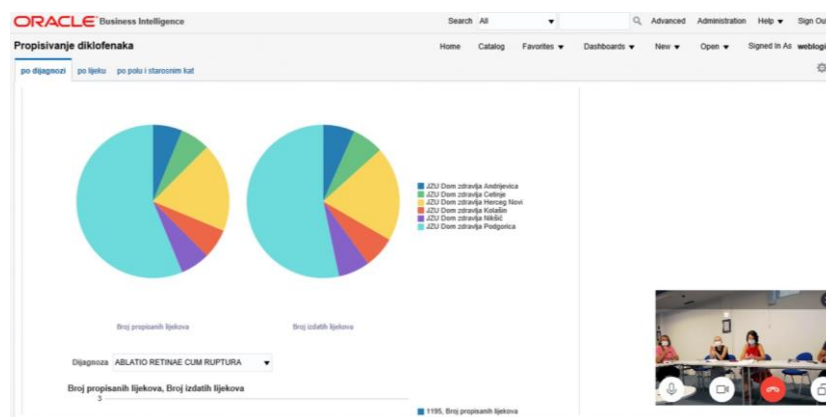 ORACLE Business Intelligence
Search All Advanced Administration Help Sign Ou
Propisivanje diklofenaka
Home Catalog Favorites Dashboards New Open Signed In As weblogi
po dijagnozi po lijeku po polu i starosnim kat
JZU Dom zdravlja Andrijevica
JZU Dom zdravlja Cetinje
JZU Dom zdravlja Herceg Novi
JZU Dom zdravlja Kolašin
JZU Dom zdravlja Nikšić
JZU Dom zdravlja Podgorica
Broj propisanih lijekova Broj izdatih lijekova
Dijagnoza ABLATIO RETINAE CUM RUPTURA
Broj propisanih lijekova, Broj izdatih lijekova
3
1195, Broj propisanih lijekova